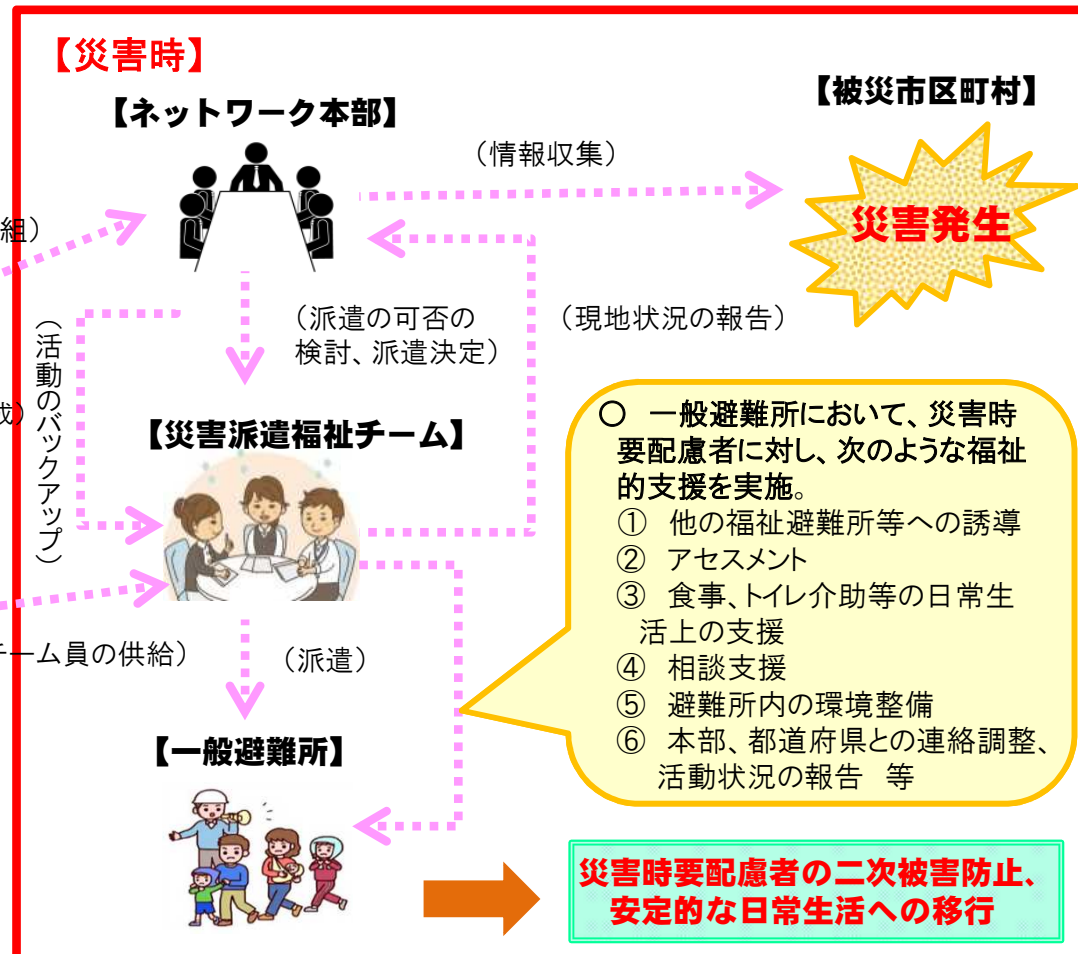 【災害時】
【ネットワーク本部】
【被災市区町村】
（情報収集）
災害発生
組）
（派遣の可否の
検討、派遣決定）
（現地状況の報告）
（活動のバックアップ）
【災害派遣福祉チーム】
○　一般避難所において、災害時
要配慮者に対し、次のような福祉
的支援を実施。
①　他の福祉避難所等への誘導
②　アセスメント
③　食事、トイレ介助等の日常生
活上の支援
④　相談支援
⑤　避難所内の環境整備
⑥　本部、都道府県との連絡調整、
活動状況の報告　等
チーム員の供給）
（派遣）
【一般避難所】
災害時要配慮者の二次被害防止、
安定的な日常生活への移行